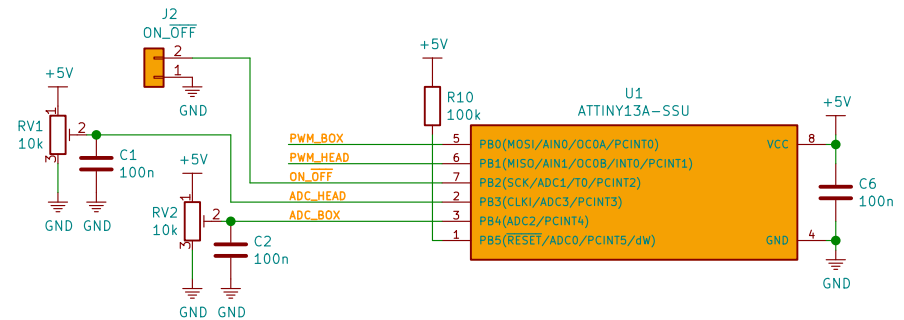 J2
ON_OFF
2
1
GND
+5V
RV1
10k
1
2
3
C1
100n
GND
GND
+5V
RV2
10k
1
2
3
C2
100n
GND
GND
+5V
R10
100k
U1
ATTINY13A-SSU
PWM_BOX
5
PB0(MOSI/AIN0/OC0A/PCINT0)
PWM_HEAD
6
PB1(MISO/AIN1/OC0B/INT0/PCINT1)
ON_OFF
7
PB2(SCK/ADC1/T0/PCINT2)
ADC_HEAD
2
PB3(CLKI/ADC3/PCINT3)
ADC_BOX
3
PB4(ADC2/PCINT4)
1
PB5(RESET/ADC0/PCINT5/dW)
VCC
8
GND
4
+5V
C6
100n
GND